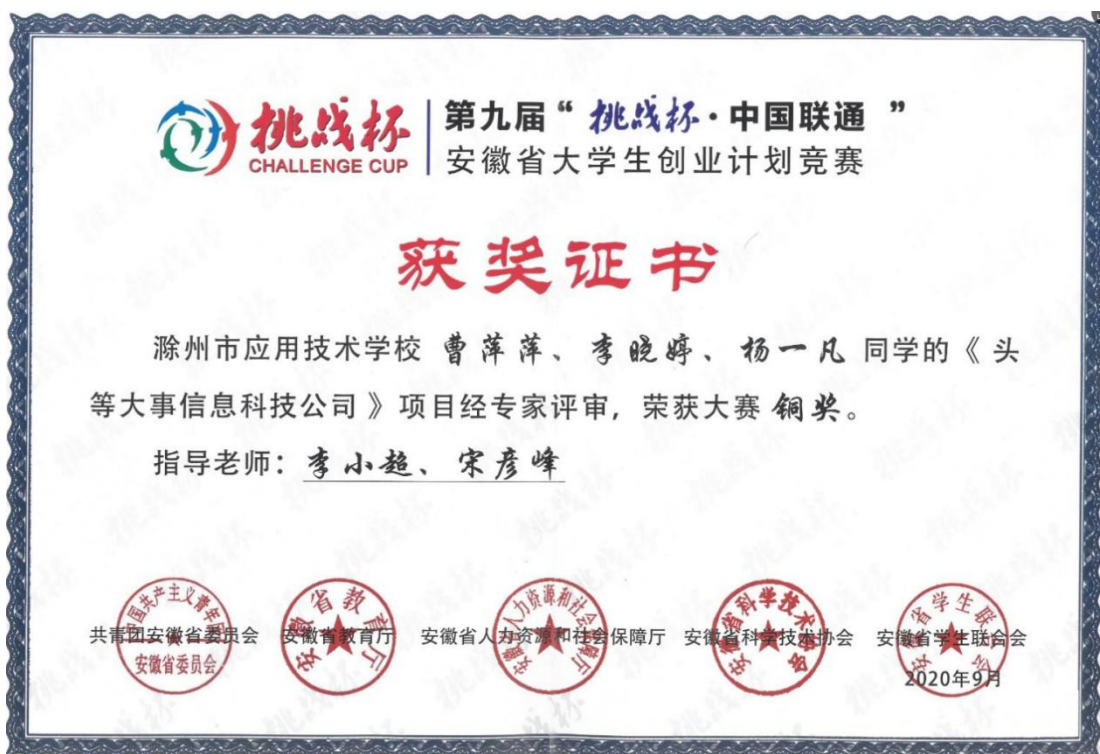 挑战杯
CHALLENGE CUP
第九届“挑战杯·中国联通 ”
安徽省大学生创业计划竞赛
获奖证书
滁州市应用技术学校 曹萍萍、李晓婷、杨一凡 同学的《 头
等大事信息科技公司 》项目经专家评审，荣获大赛 铜奖。
指导老师：李小超、宋彦峰
共青团安徽省委员会 安徽省教育厅 安徽省人力资源和社会保障厅 安徽省科学技术协会 安徽省学生联合会
安徽省委员会
2020年9月